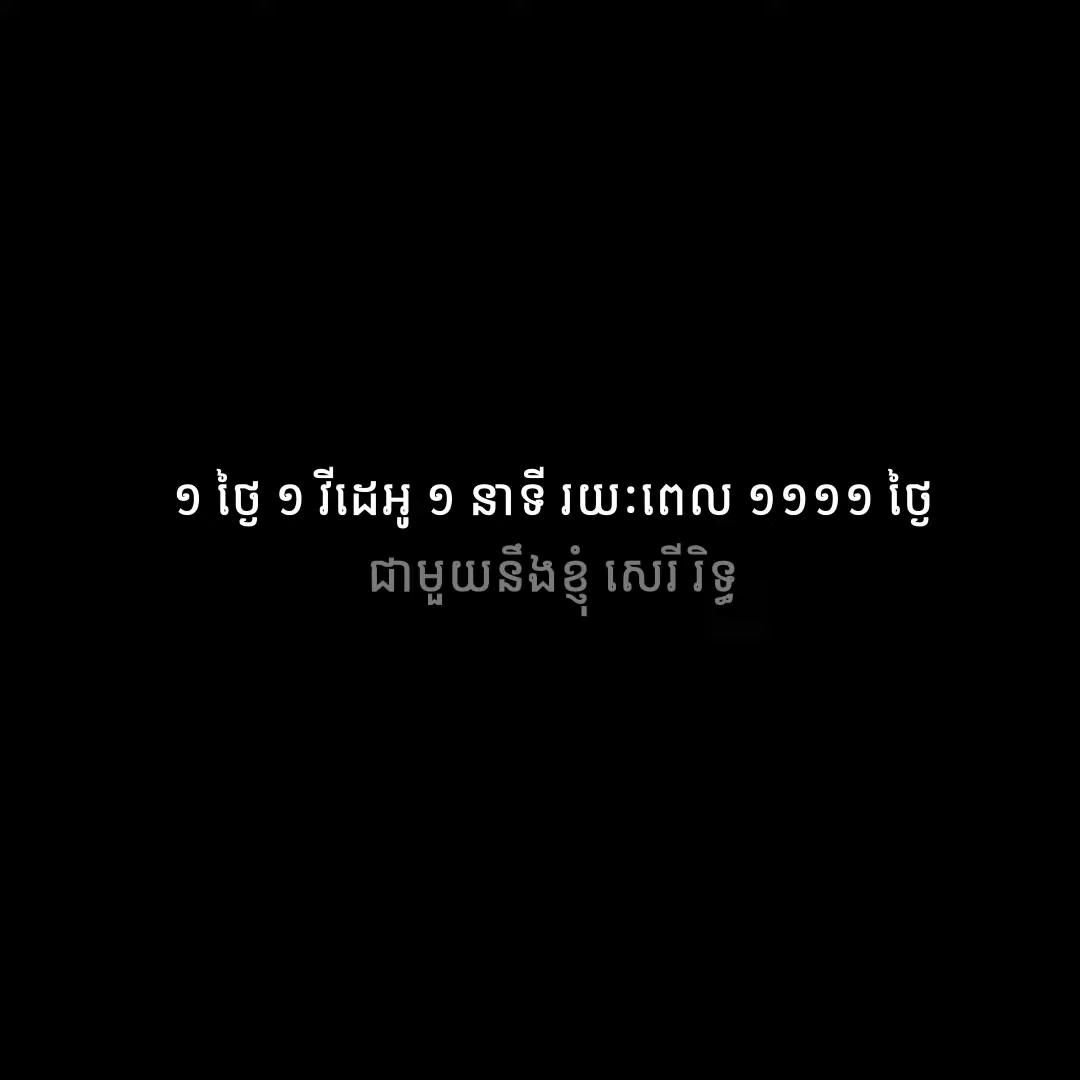 ១ ថ្ងៃ ១ វីដេអូ ១ នាទី រយៈពេល ១១១១ ថ្ងៃ
ជាមួយនឹងខ្ញុំ សេរី រិទ្ធ